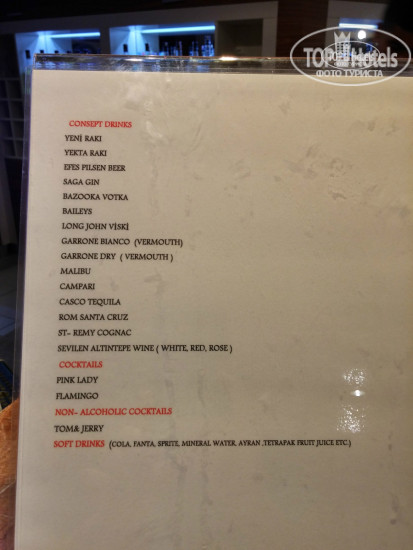 TOPHotels
ФОТО ТУРИСТА
CONSEPT DRINKS
YENİ RAKI
YEKTA RAKI
EFES PILSEN BEER
SAGA GIN
BAZOOKA VOTKA
BAILEYS
LONG JOHN VİSKİ
GARRONE BIANCO (VERMOUTH)
GARRONE DRY ( VERMOUTH )
MALIBU
CAMPARI
CASCO TEQUILA
ROM SANTA CRUZ
ST- REMY COGNAC
SEVILEN ALTINTEPE WINE ( WHITE, RED, ROSE )
COCKTAILS
PINK LADY
FLAMINGO
NON- ALCOHOLIC COCKTAILS
TOM& JERRY
SOFT DRINKS (COLA, FANTA, SPRITE, MINERAL WATER, AYRAN ,TETRAPAK FRUIT JUICE ETC.)